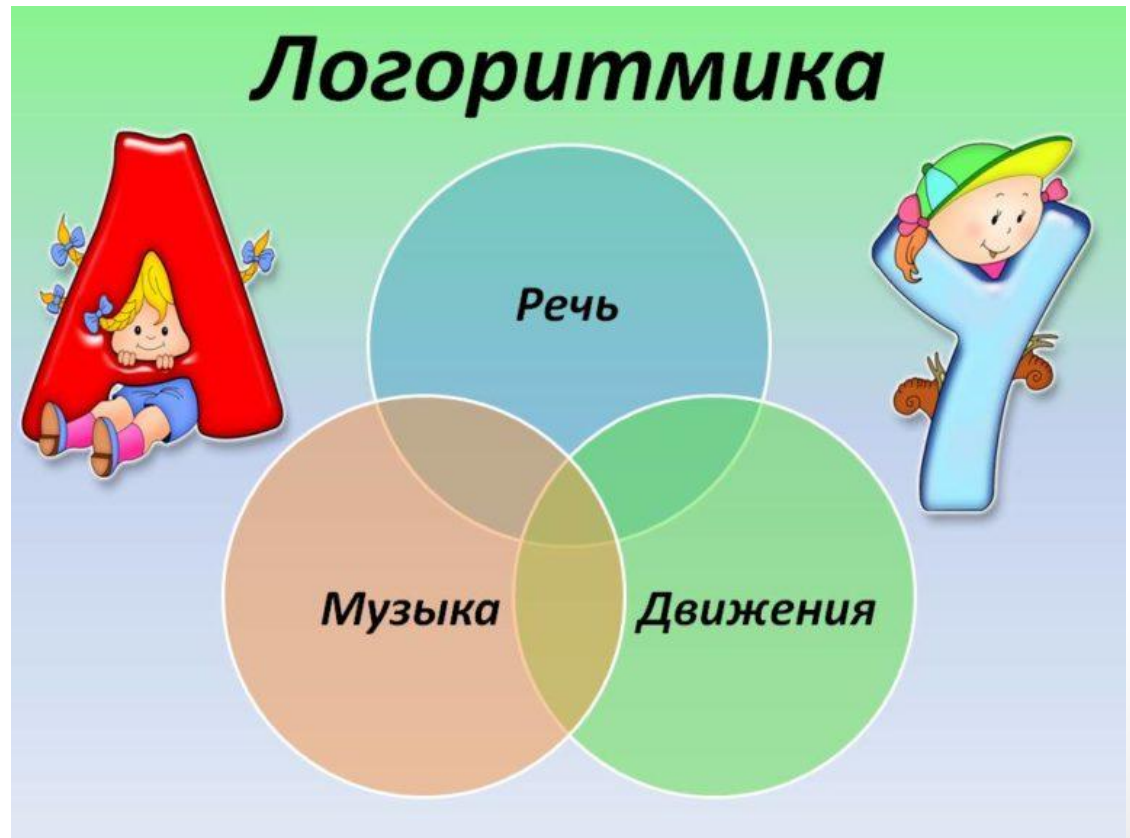 Логоритмика
А
У
Речь
Музыка
Движения